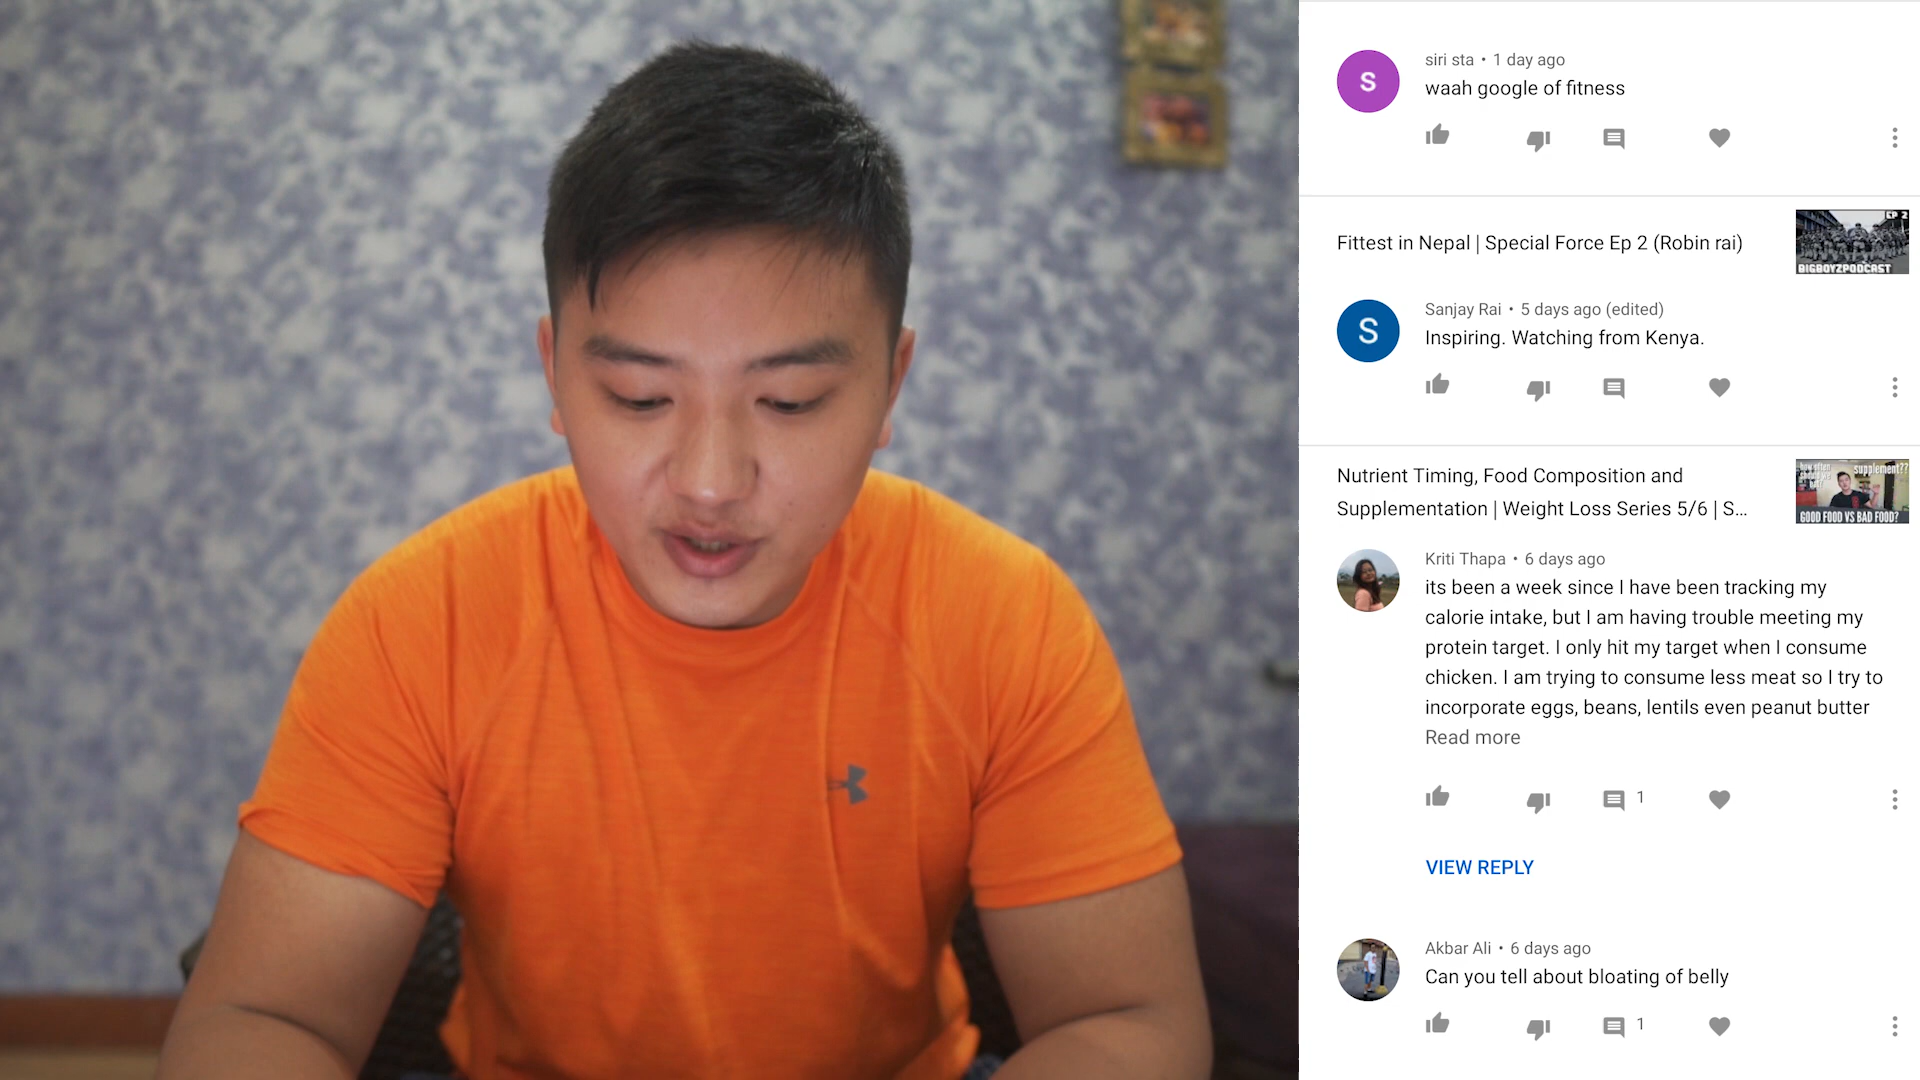 S
siri sta • 1 day ago
waah google of fitness
Fittest in Nepal | Special Force Ep 2 (Robin rai)
EP 2
BIGBOYZPODCAST
S
Sanjay Rai • 5 days ago (edited)
Inspiring. Watching from Kenya.
Nutrient Timing, Food Composition and
Supplementation | Weight Loss Series 5/6 | S...
supplement??
GOOD FOOD VS BAD FOOD?
Kriti Thapa • 6 days ago
its been a week since I have been tracking my
calorie intake, but I am having trouble meeting my
protein target. I only hit my target when I consume
chicken. I am trying to consume less meat so I try to
incorporate eggs, beans, lentils even peanut butter
Read more
1
VIEW REPLY
Akbar Ali • 6 days ago
Can you tell about bloating of belly
1